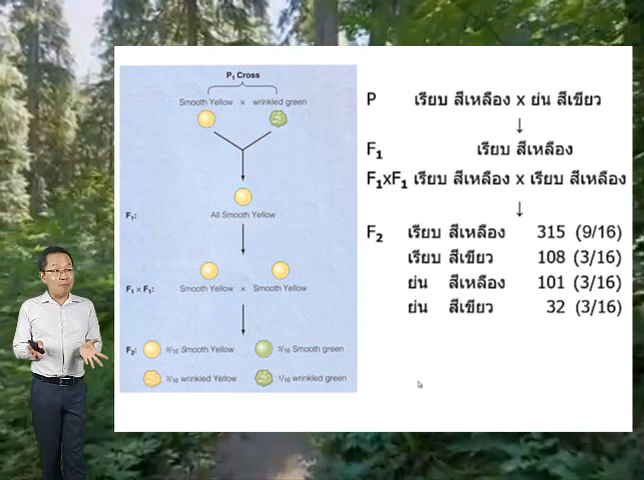 P₁ Cross
Smooth Yellow × wrinkled green
F₁:
All Smooth Yellow
F₁ × F₁:
Smooth Yellow × Smooth Yellow
F₂:
9/16 Smooth Yellow
3/16 Smooth green
3/16 wrinkled Yellow
1/16 wrinkled green
P เรียบ สีเหลือง x ย่น สีเขียว
↓
F₁ เรียบ สีเหลือง
F₁xF₁ เรียบ สีเหลือง x เรียบ สีเหลือง
↓
F₂ เรียบ สีเหลือง 315 (9/16)
เรียบ สีเขียว 108 (3/16)
ย่น สีเหลือง 101 (3/16)
ย่น สีเขียว 32 (3/16)